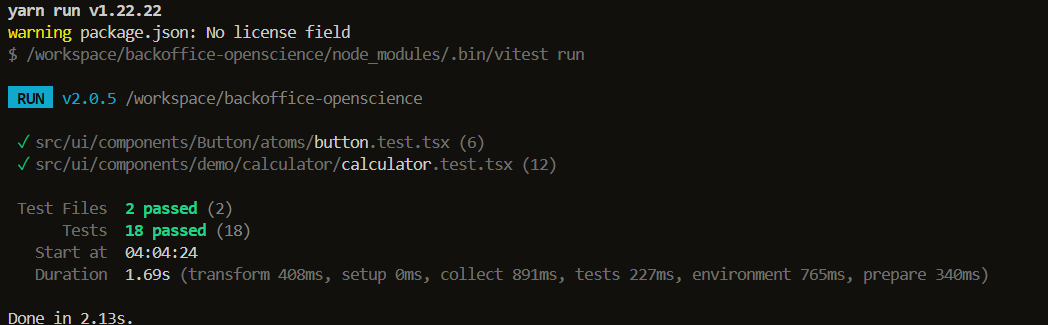 yarn run v1.22.22
warning package.json: No license field
$ /workspace/backoffice-openscience/node_modules/.bin/vitest run
RUN v2.0.5 /workspace/backoffice-openscience
✓ src/ui/components/Button/atoms/button.test.tsx (6)
✓ src/ui/components/demo/calculator/calculator.test.tsx (12)
Test Files 2 passed (2)
Tests 18 passed (18)
Start at 04:04:24
Duration 1.69s (transform 408ms, setup 0ms, collect 891ms, tests 227ms, environment 765ms, prepare 340ms)
Done in 2.13s.